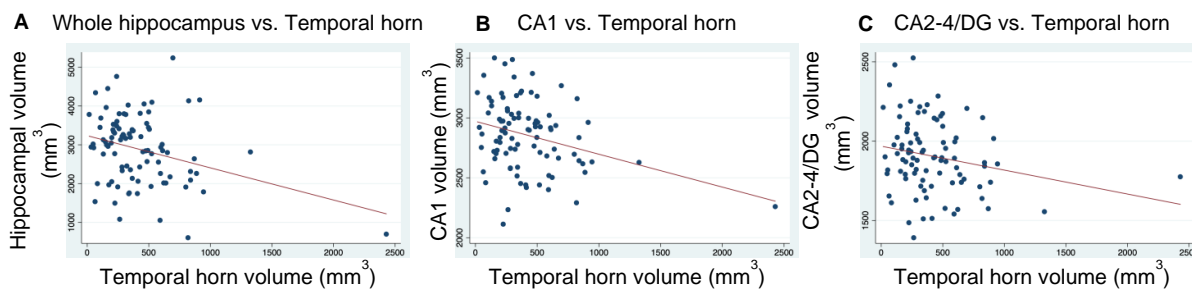 A Whole hippocampus vs. Temporal horn
Hippocampal volume
(mm3)
5000
4000
3000
2000
1000
0 500 1000 1500 2000 2500
Temporal horn volume (mm3)
B CA1 vs. Temporal horn
CA1 volume (mm3)
3500
3000
2500
2000
0 500 1000 1500 2000 2500
Temporal horn volume (mm3)
C CA2-4/DG vs. Temporal horn
CA2-4/DG volume
(mm3)
2500
2000
1500
0 500 1000 1500 2000 2500
Temporal horn volume (mm3)